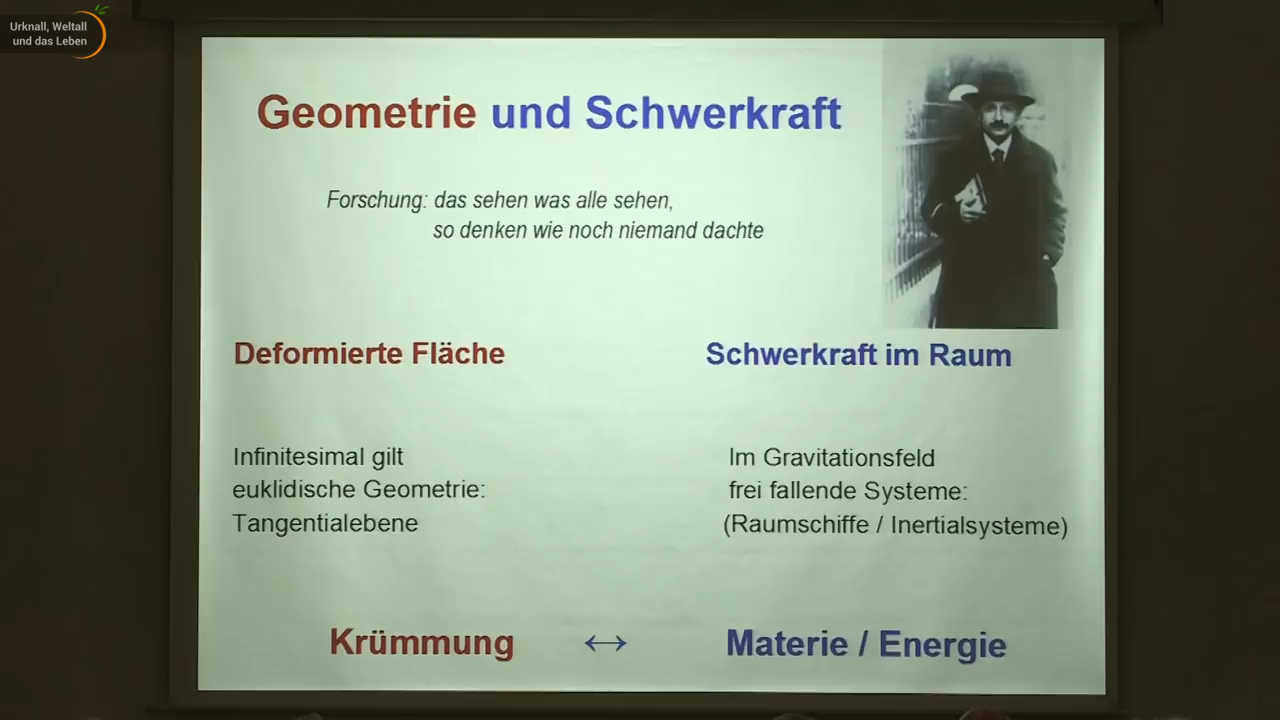 Urknall, Weltall
und das Leben
Geometrie und Schwerkraft
Forschung: das sehen was alle sehen,
so denken wie noch niemand dachte
Deformierte Fläche
Schwerkraft im Raum
Infinitesimal gilt
euklidische Geometrie:
Tangentialebene
Im Gravitationsfeld
frei fallende Systeme:
(Raumschiffe / Inertialsysteme)
Krümmung ↔ Materie / Energie